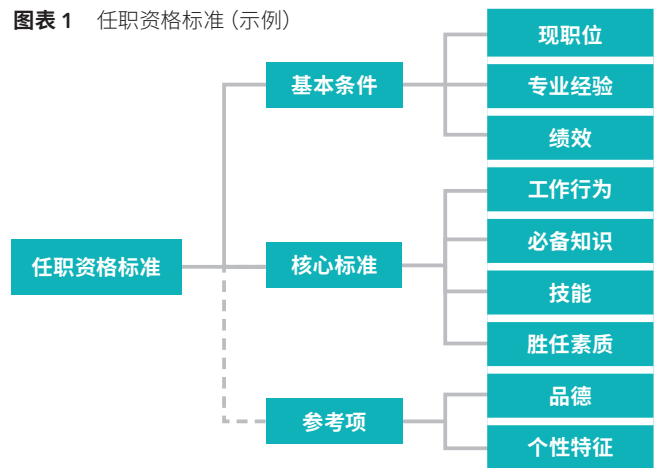 图表 1 任职资格标准（示例）
任职资格标准
基本条件
现职位
专业经验
绩效
核心标准
工作行为
必备知识
技能
胜任素质
参考项
品德
个性特征